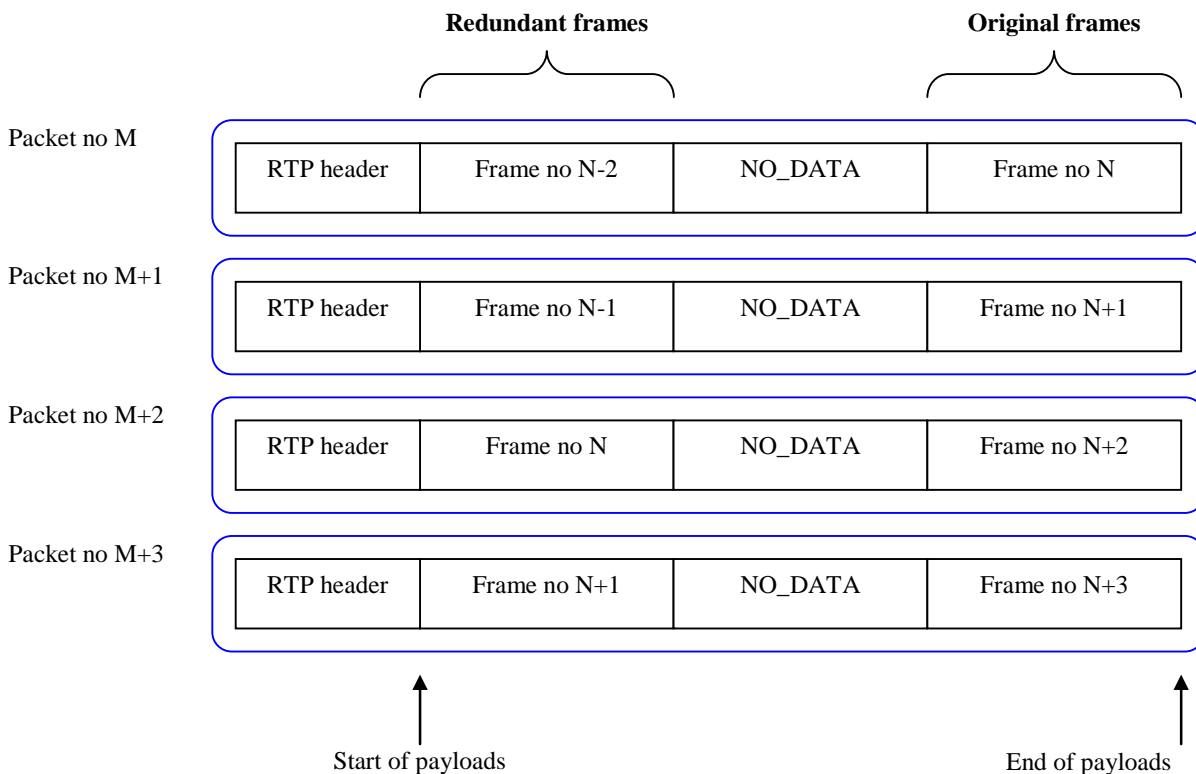 Redundant frames Original frames
Packet no M
RTP header Frame no N-2 NO_DATA Frame no N
Packet no M+1
RTP header Frame no N-1 NO_DATA Frame no N+1
Packet no M+2
RTP header Frame no N NO_DATA Frame no N+2
Packet no M+3
RTP header Frame no N+1 NO_DATA Frame no N+3
Start of payloads End of payloads